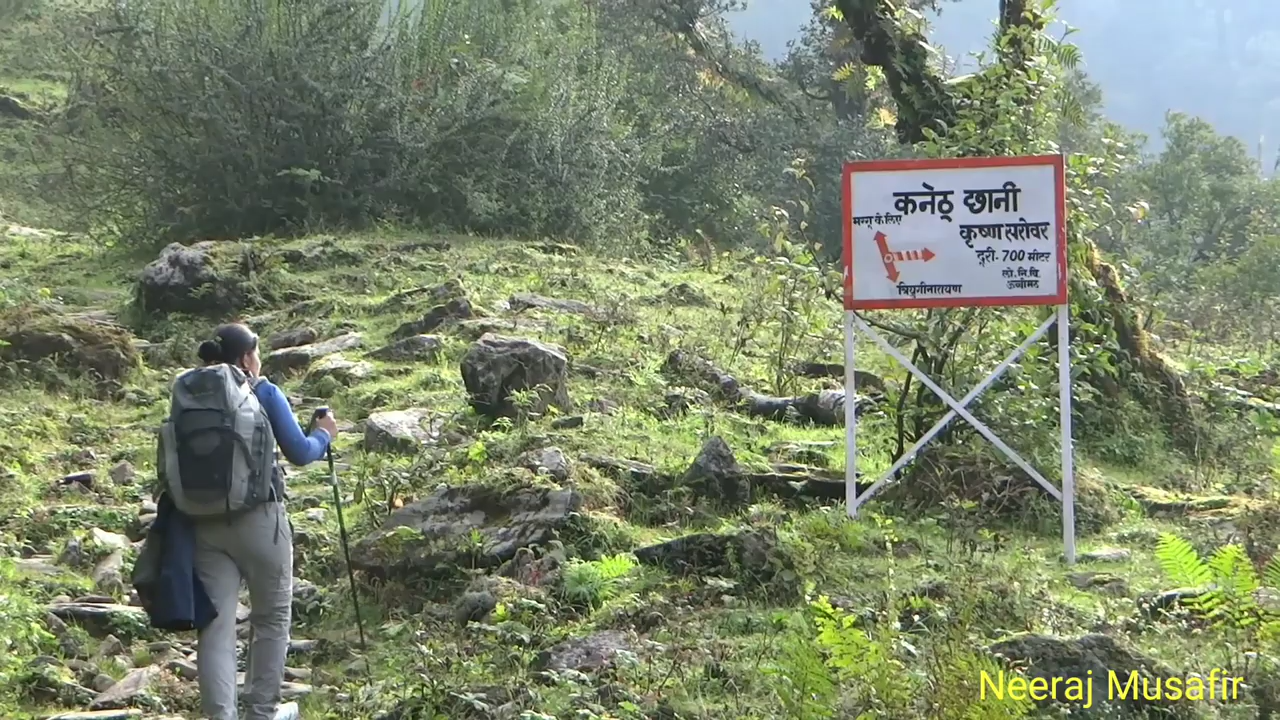 कनेठ् छानी
मग्गू के लिए
कृष्ण सरोवर
दूरी- 700 मीटर
लो. नि. वि.
ऊखीमठ
त्रियुगीनारायण
Neeraj Musafir